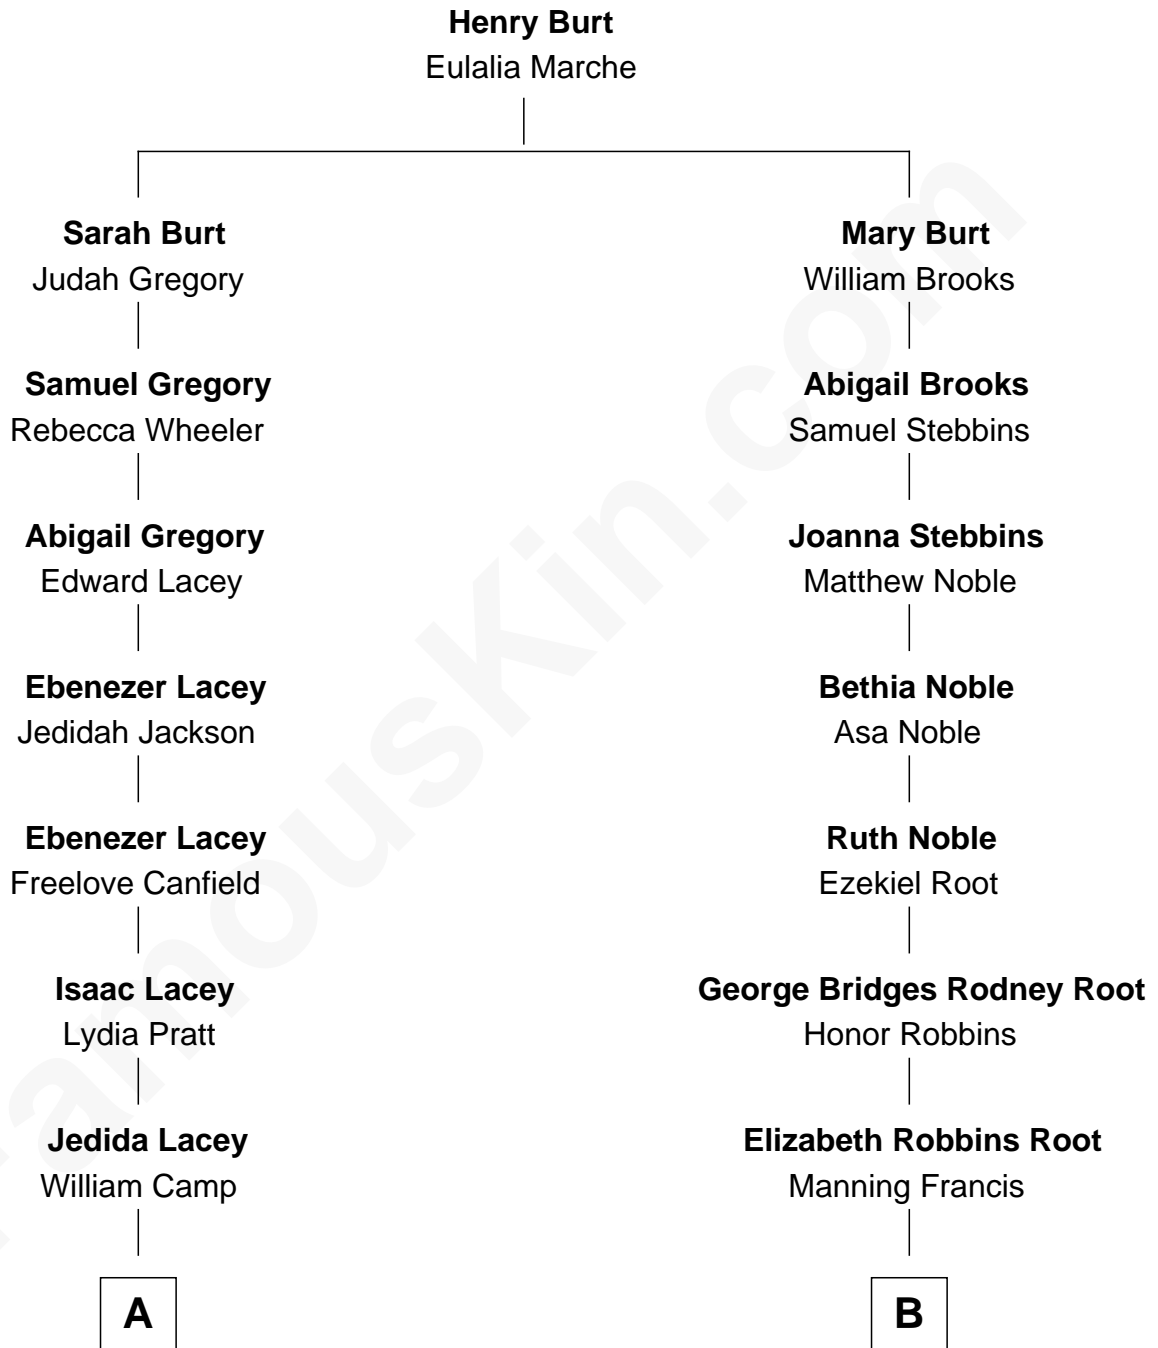 Henry Burt
Eulalia Marche
Sarah Burt
Judah Gregory
Mary Burt
William Brooks
Samuel Gregory
Rebecca Wheeler
Abigail Brooks
Samuel Stebbins
Abigail Gregory
Edward Lacey
Joanna Stebbins
Matthew Noble
Ebenezer Lacey
Jedidah Jackson
Bethia Noble
Asa Noble
Ebenezer Lacey
Freelove Canfield
Ruth Noble
Ezekiel Root
Isaac Lacey
Lydia Pratt
George Bridges Rodney Root
Honor Robbins
Jedida Lacey
William Camp
Elizabeth Robbins Root
Manning Francis
A
B
FamousKin.com